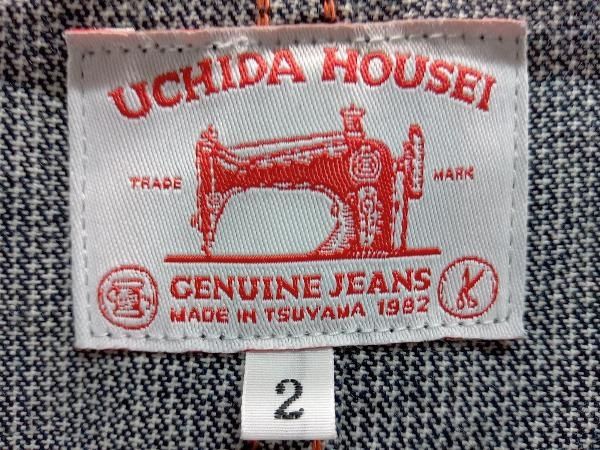 UCHIDA HOUSEI
TRADE MARK
GENUINE JEANS
MADE IN TSUYAMA 1982
2